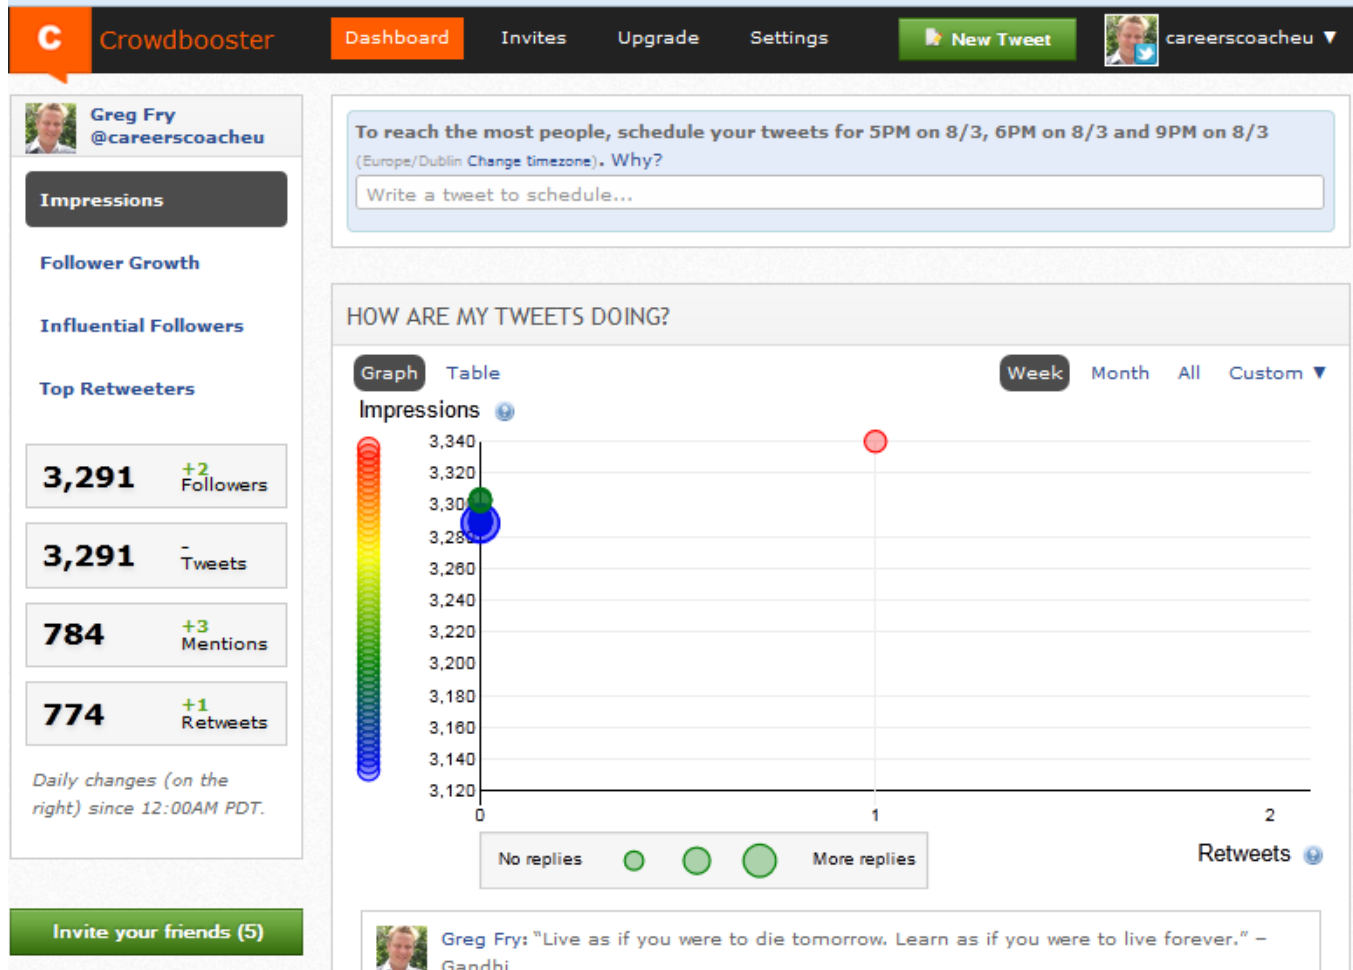 C Crowdbooster Dashboard Invites Upgrade Settings New Tweet careerscoacheu ▼
Greg Fry
@careerscoacheu
Impressions
Follower Growth
Influential Followers
Top Retweeters
3,291 +2 Followers
3,291 - Tweets
784 +3 Mentions
774 +1 Retweets
Daily changes (on the
right) since 12:00AM PDT.
Invite your friends (5)
To reach the most people, schedule your tweets for 5PM on 8/3, 6PM on 8/3 and 9PM on 8/3
(Europe/Dublin Change timezone). Why?
Write a tweet to schedule...
HOW ARE MY TWEETS DOING?
Graph Table Week Month All Custom ▼
Impressions ?
3,340
3,320
3,30
3,28
3,260
3,240
3,220
3,200
3,180
3,160
3,140
3,120
0 1 2
No replies More replies
Retweets ?
Greg Fry: “Live as if you were to die tomorrow. Learn as if you were to live forever.” –
Gandhi